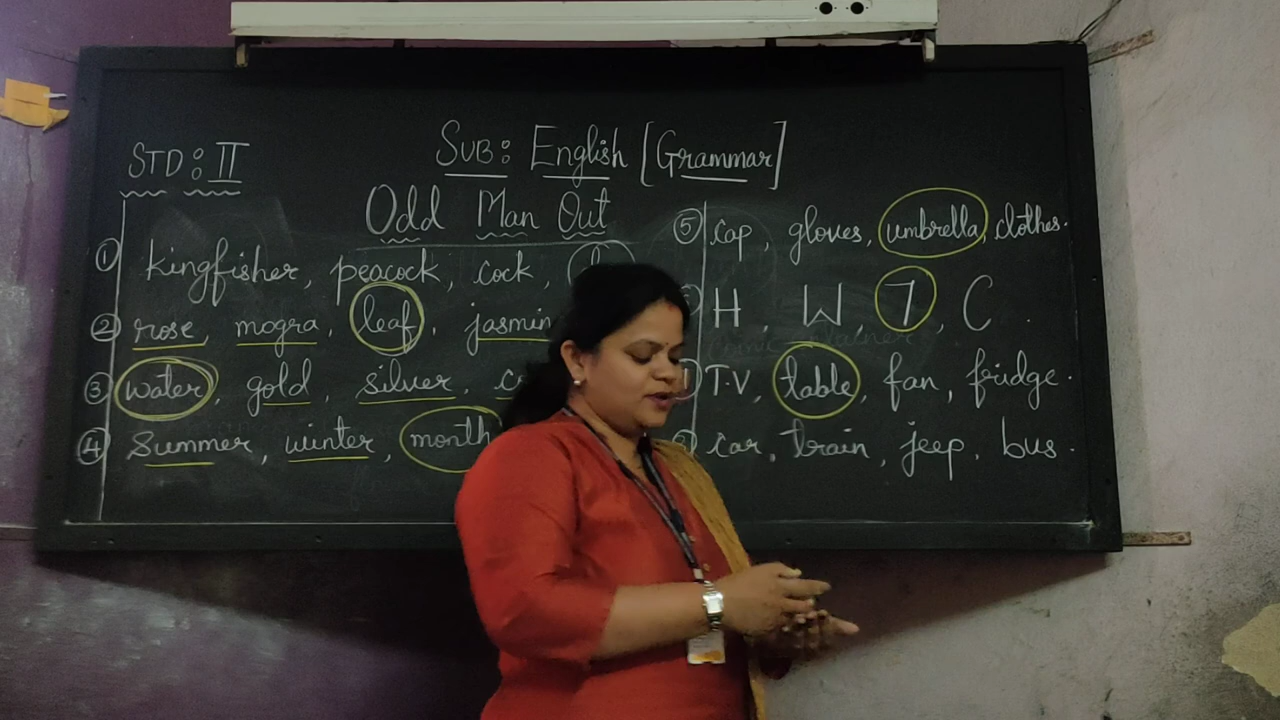 STD: II
SUB: English [Grammar]
Odd Man Out
① kingfisher, peacock, cock,
② rose, mogra, leaf, jasmin
③ water, gold, silver,
④ Summer, winter, month
⑤ cap, gloves, umbrella, clothes.
H, W, 7, C.
T.V, table, fan, fridge.
car, train, jeep, bus.